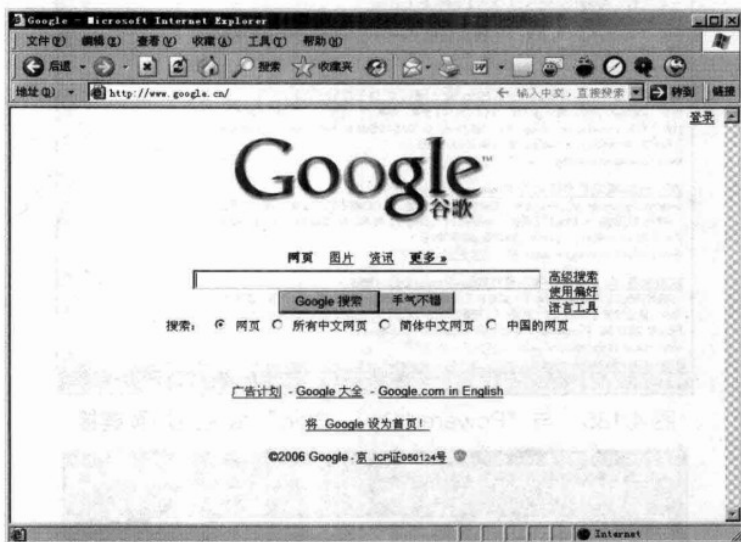 Google - Microsoft Internet Explorer
文件(F) 编辑(E) 查看(V) 收藏(A) 工具(T) 帮助(H)
后退 搜索 收藏夹
地址(D) http://www.google.cn/ ← 输入中文，直接搜索 转到 链接
登录
Google™
谷歌
网页 图片 资讯 更多 »
高级搜索
使用偏好
语言工具
Google 搜索 手气不错
搜索： 网页 所有中文网页 简体中文网页 中国的网页
广告计划 - Google 大全 - Google.com in English
将 Google 设为首页！
©2006 Google - 京 ICP证050124号
Internet